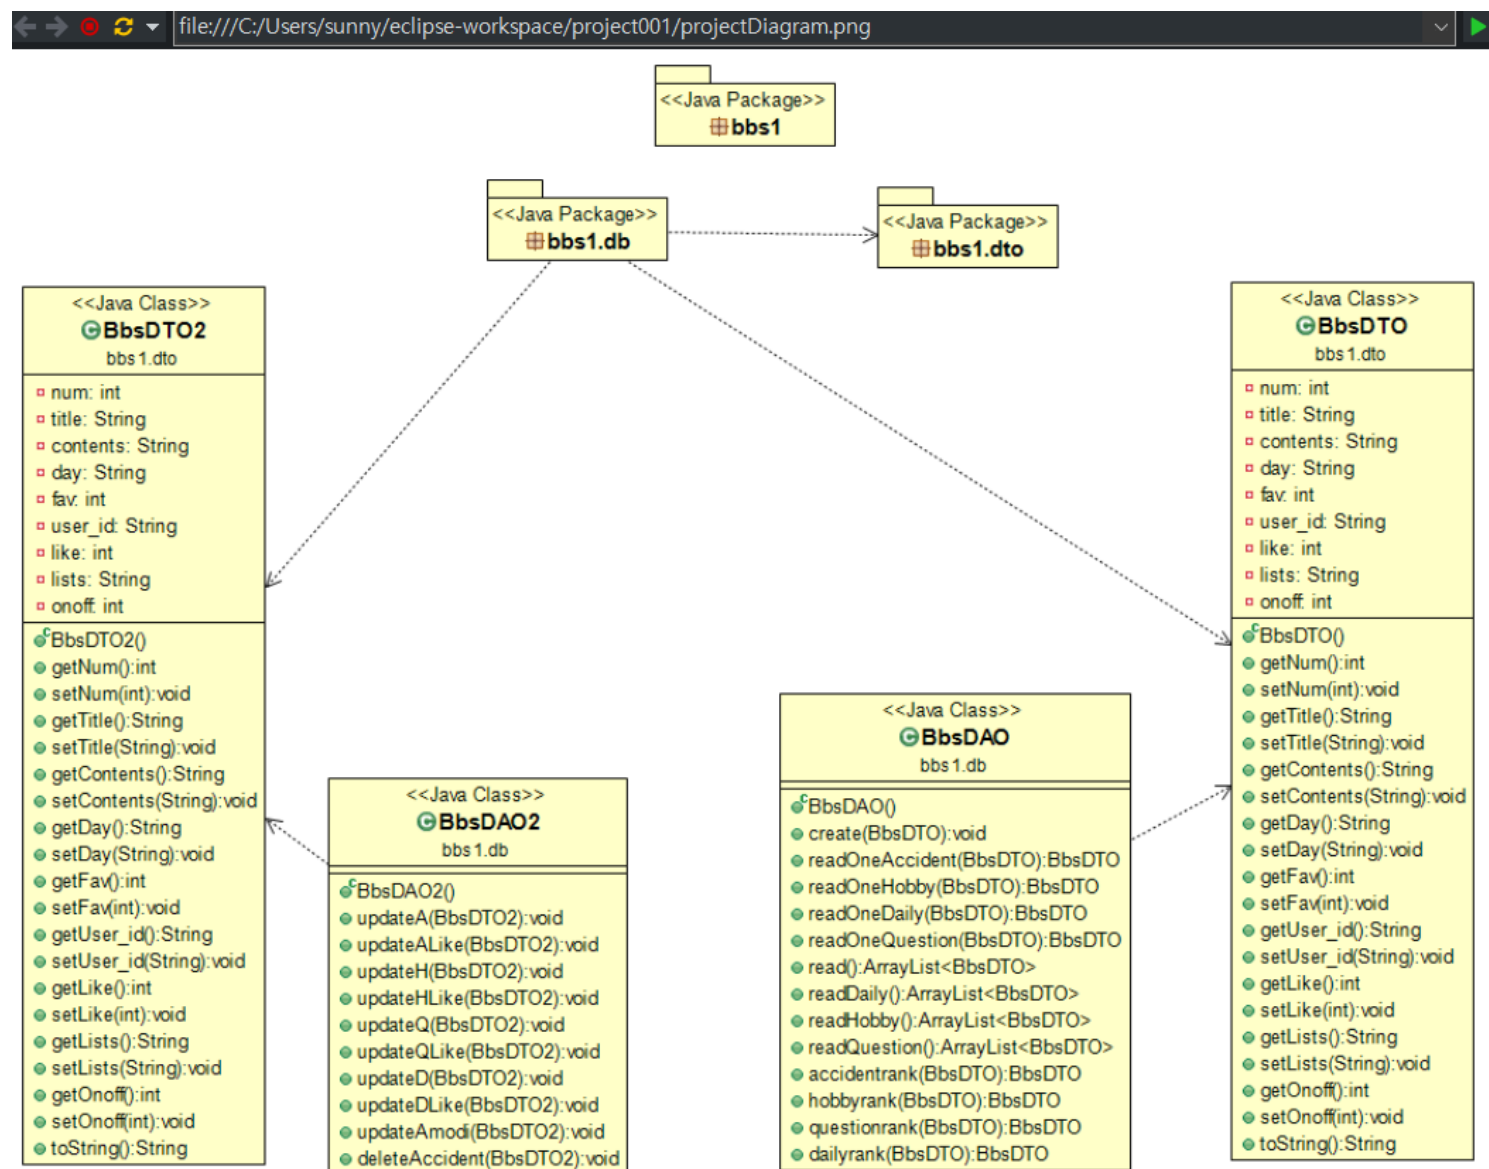 file:///C:/Users/sunny/eclipse-workspace/project001/projectDiagram.png
<<Java Package>>
bbs1
<<Java Package>>
bbs1.db
<<Java Package>>
bbs1.dto
<<Java Class>>
BbsDTO2
bbs1.dto
num: int
title: String
contents: String
day: String
fav: int
user_id: String
like: int
lists: String
onoff: int
BbsDTO2()
getNum():int
setNum(int):void
getTitle():String
setTitle(String):void
getContents():String
setContents(String):void
getDay():String
setDay(String):void
getFav():int
setFav(int):void
getUser_id():String
setUser_id(String):void
getLike():int
setLike(int):void
getLists():String
setLists(String):void
getOnoff():int
setOnoff(int):void
toString():String
<<Java Class>>
BbsDAO2
bbs1.db
BbsDAO2()
updateA(BbsDTO2):void
updateALike(BbsDTO2):void
updateH(BbsDTO2):void
updateHLike(BbsDTO2):void
updateQ(BbsDTO2):void
updateQLike(BbsDTO2):void
updateD(BbsDTO2):void
updateDLike(BbsDTO2):void
updateAmodi(BbsDTO2):void
deleteAccident(BbsDTO2):void
<<Java Class>>
BbsDAO
bbs1.db
BbsDAO()
create(BbsDTO):void
readOneAccident(BbsDTO):BbsDTO
readOneHobby(BbsDTO):BbsDTO
readOneDaily(BbsDTO):BbsDTO
readOneQuestion(BbsDTO):BbsDTO
read():ArrayList<BbsDTO>
readDaily():ArrayList<BbsDTO>
readHobby():ArrayList<BbsDTO>
readQuestion():ArrayList<BbsDTO>
accidentrank(BbsDTO):BbsDTO
hobbyrank(BbsDTO):BbsDTO
questionrank(BbsDTO):BbsDTO
dailyrank(BbsDTO):BbsDTO
<<Java Class>>
BbsDTO
bbs1.dto
num: int
title: String
contents: String
day: String
fav: int
user_id: String
like: int
lists: String
onoff: int
BbsDTO()
getNum():int
setNum(int):void
getTitle():String
setTitle(String):void
getContents():String
setContents(String):void
getDay():String
setDay(String):void
getFav():int
setFav(int):void
getUser_id():String
setUser_id(String):void
getLike():int
setLike(int):void
getLists():String
setLists(String):void
getOnoff():int
setOnoff(int):void
toString():String